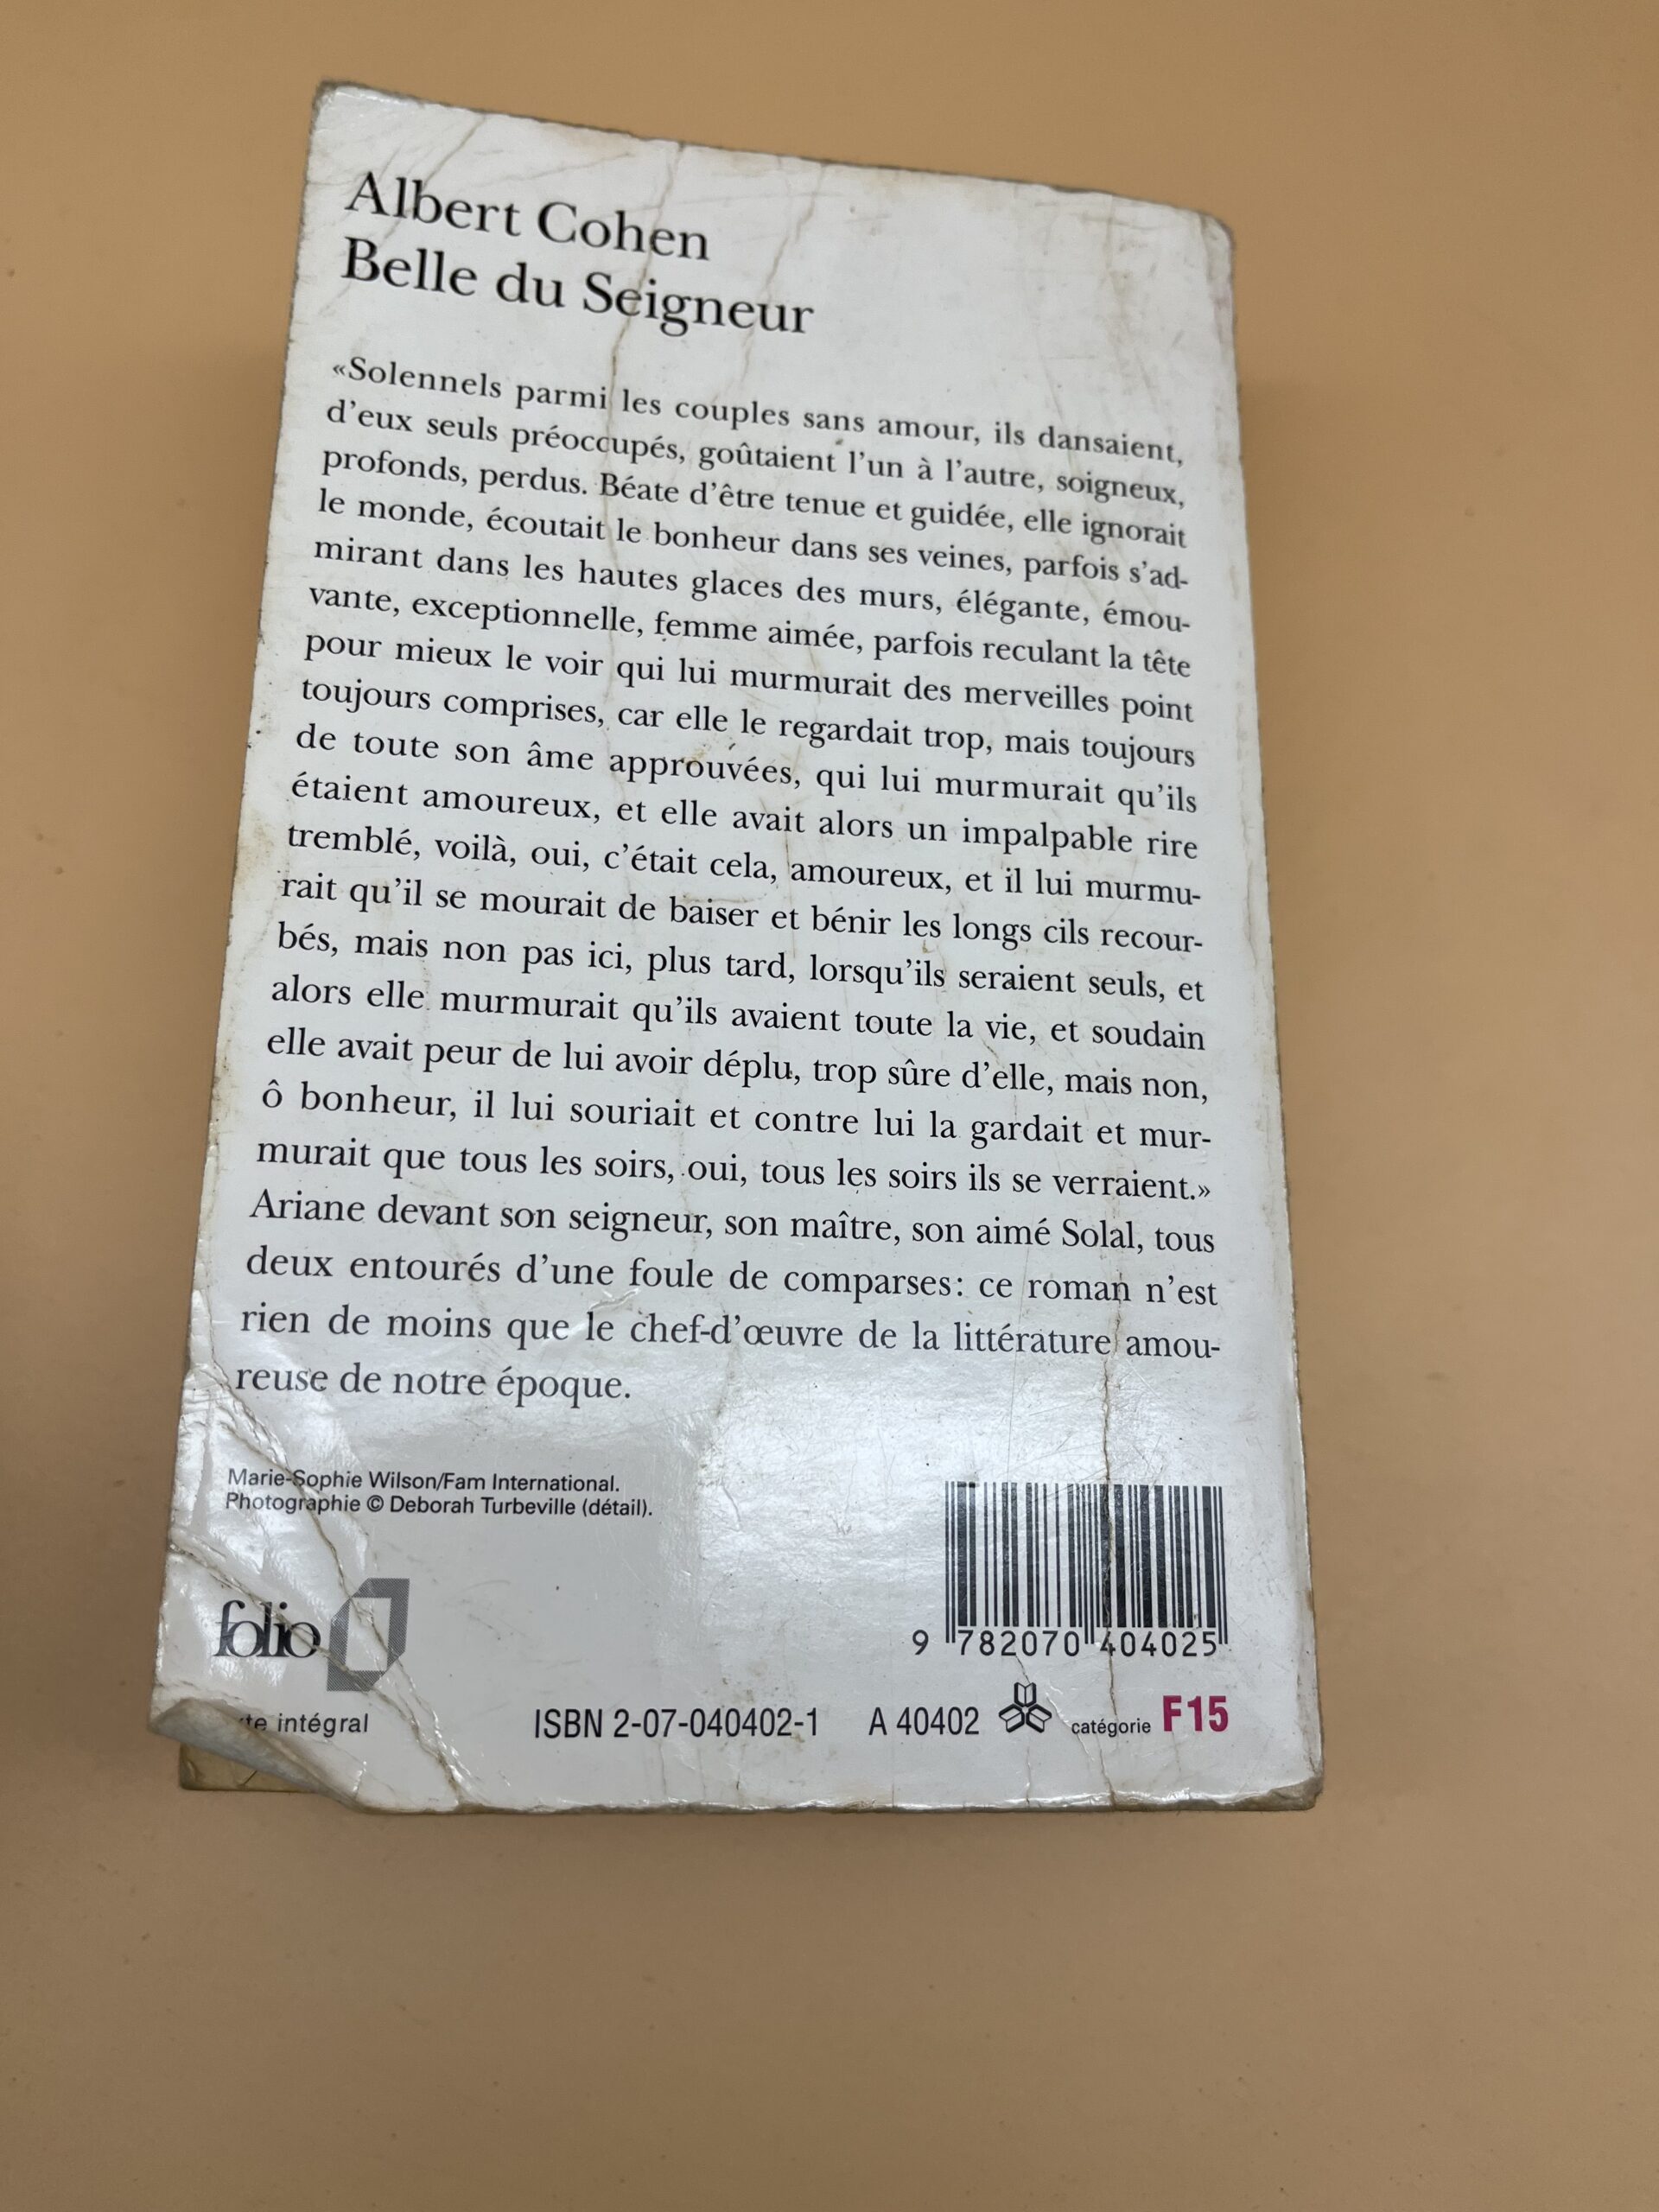 Albert Cohen
Belle du Seigneur
«Solennels parmi les couples sans amour, ils dansaient,
d'eux seuls préoccupés, goûtaient l'un à l'autre, soigneux,
profonds, perdus. Béate d'être tenue et guidée, elle ignorait
le monde, écoutait le bonheur dans ses veines, parfois s'ad-
mirant dans les hautes glaces des murs, élégante, émou-
vante, exceptionnelle, femme aimée, parfois reculant la tête
pour mieux le voir qui lui murmurait des merveilles point
toujours comprises, car elle le regardait trop, mais toujours
de toute son âme approuvées, qui lui murmurait qu'ils
étaient amoureux, et elle avait alors un impalpable rire
tremblé, voilà, oui, c'était cela, amoureux, et il lui murmu-
rait qu'il se mourait de baiser et bénir les longs cils recour-
bés, mais non pas ici, plus tard, lorsqu'ils seraient seuls, et
alors elle murmurait qu'ils avaient toute la vie, et soudain
elle avait peur de lui avoir déplu, trop sûre d'elle, mais non,
ô bonheur, il lui souriait et contre lui la gardait et mur-
murait que tous les soirs, oui, tous les soirs ils se verraient.»
Ariane devant son seigneur, son maître, son aimé Solal, tous
deux entourés d'une foule de comparses: ce roman n'est
rien de moins que le chef-d'œuvre de la littérature amou-
reuse de notre époque.
Marie-Sophie Wilson/Fam International.
Photographie © Deborah Turbeville (détail).
folio
9 782070 404025
te intégral
ISBN 2-07-040402-1 A 40402 catégorie F15